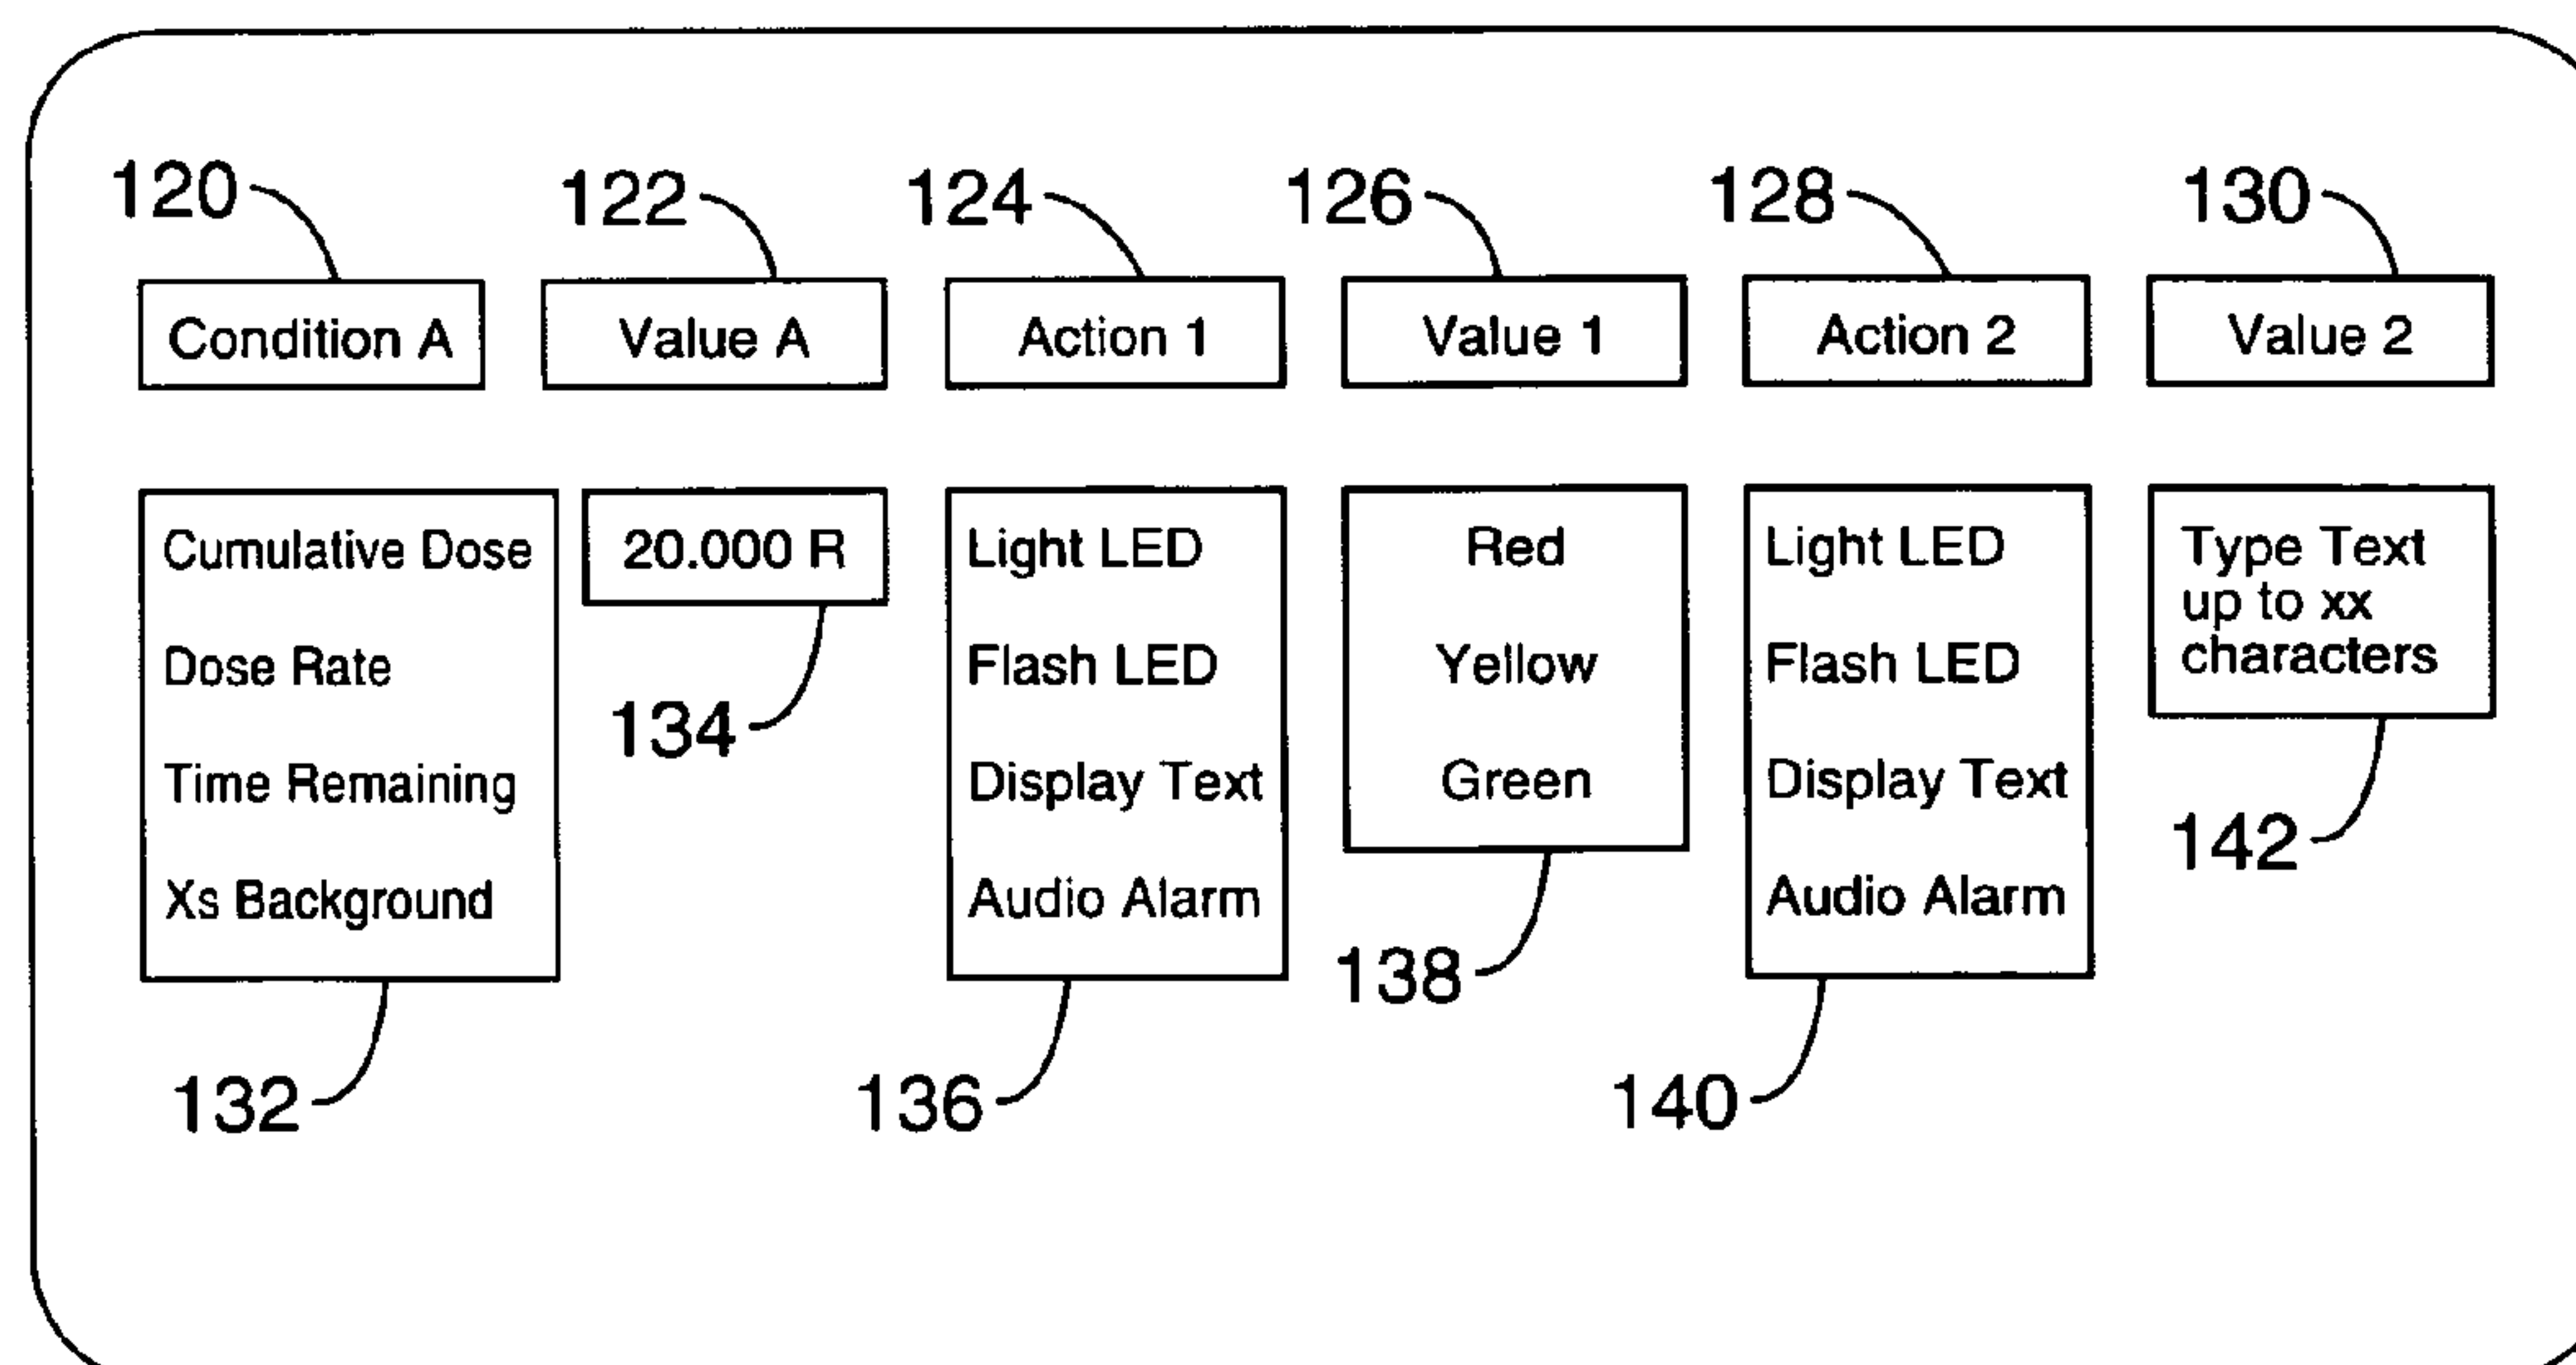 120 122 124 126 128 130
Condition A Value A Action 1 Value 1 Action 2 Value 2
Cumulative Dose
Dose Rate
Time Remaining
Xs Background
132
20.000 R
134
Light LED
Flash LED
Display Text
Audio Alarm
136
Red
Yellow
Green
138
Light LED
Flash LED
Display Text
Audio Alarm
140
Type Text
up to xx
characters
142